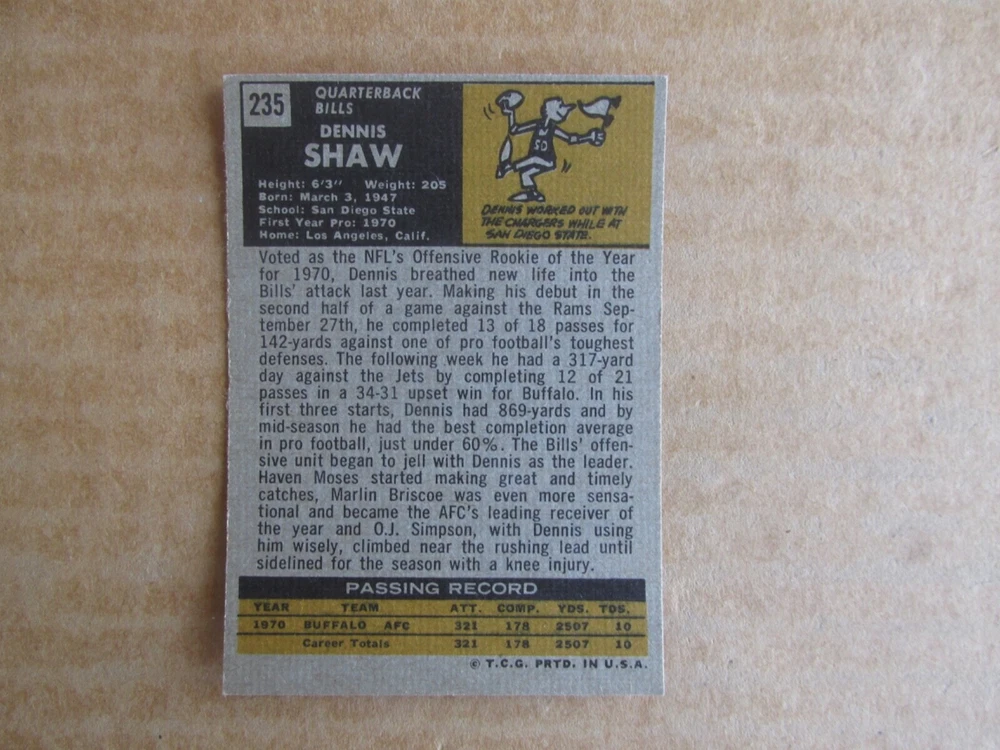 235
QUARTERBACK
BILLS
DENNIS
SHAW
Height: 6'3" Weight: 205
Born: March 3, 1947
School: San Diego State
First Year Pro: 1970
Home: Los Angeles, Calif.
SD
DENNIS WORKED OUT WITH
THE CHARGERS WHILE AT
SAN DIEGO STATE.
Voted as the NFL's Offensive Rookie of the Year
for 1970, Dennis breathed new life into the
Bills' attack last year. Making his debut in the
second half of a game against the Rams Sep-
tember 27th, he completed 13 of 18 passes for
142-yards against one of pro football's toughest
defenses. The following week he had a 317-yard
day against the Jets by completing 12 of 21
passes in a 34-31 upset win for Buffalo. In his
first three starts, Dennis had 869-yards and by
mid-season he had the best completion average
in pro football, just under 60%. The Bills' offen-
sive unit began to jell with Dennis as the leader.
Haven Moses started making great and timely
catches, Marlin Briscoe was even more sensa-
tional and became the AFC's leading receiver of
the year and O.J. Simpson, with Dennis using
him wisely, climbed near the rushing lead until
sidelined for the season with a knee injury.
PASSING RECORD
YEAR TEAM ATT. COMP. YDS. TDS.
1970 BUFFALO AFC 321 178 2507 10
Career Totals 321 178 2507 10
© T.C.G. PRTD. IN U.S.A.